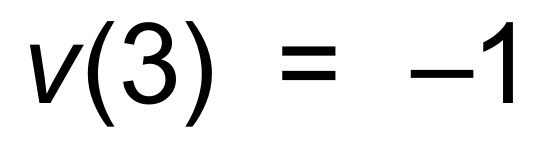 v(3) = –1